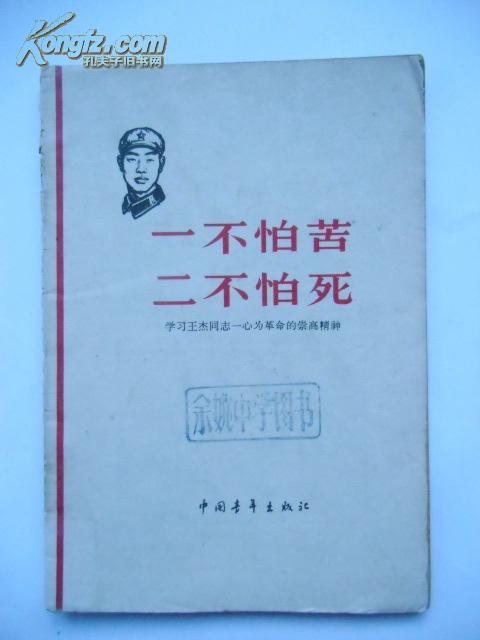 Kongfz.com
孔夫子旧书网
一不怕苦
二不怕死
学习王杰同志一心为革命的崇高精神
余姚中学图书
中国青年出版社